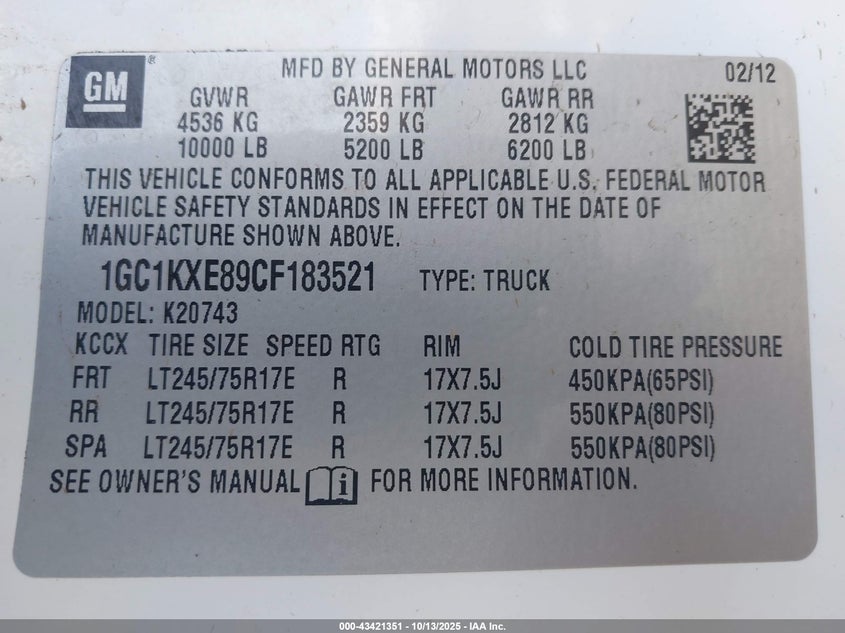 GM®
MFD BY GENERAL MOTORS LLC 02/12
GVWR GAWR FRT GAWR RR
4536 KG 2359 KG 2812 KG
10000 LB 5200 LB 6200 LB
THIS VEHICLE CONFORMS TO ALL APPLICABLE U.S. FEDERAL MOTOR
VEHICLE SAFETY STANDARDS IN EFFECT ON THE DATE OF
MANUFACTURE SHOWN ABOVE.
1GC1KXE89CF183521 TYPE: TRUCK
MODEL: K20743
KCCX TIRE SIZE SPEED RTG RIM COLD TIRE PRESSURE
FRT LT245/75R17E R 17X7.5J 450KPA(65PSI)
RR LT245/75R17E R 17X7.5J 550KPA(80PSI)
SPA LT245/75R17E R 17X7.5J 550KPA(80PSI)
SEE OWNER'S MANUAL i FOR MORE INFORMATION.
000-43421351 - 10/13/2025 - IAA Inc.